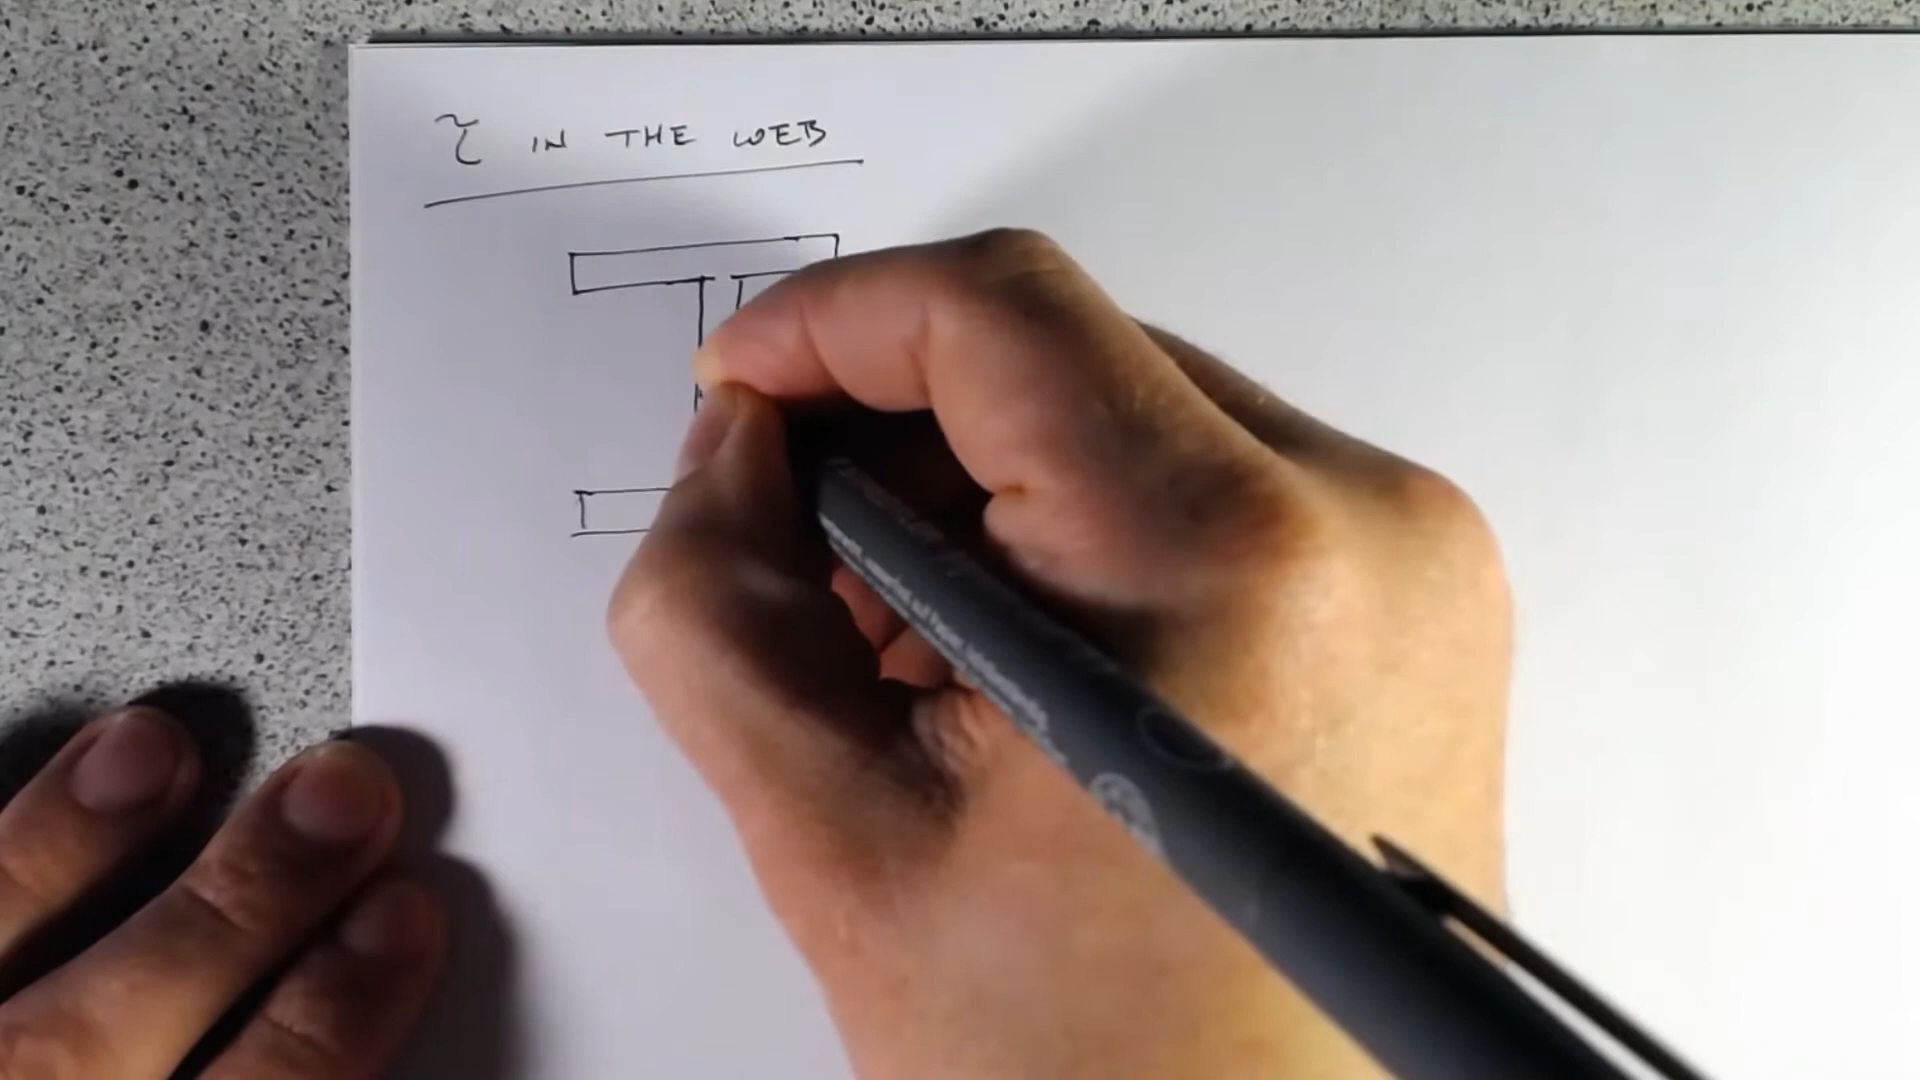 τ IN THE WEB